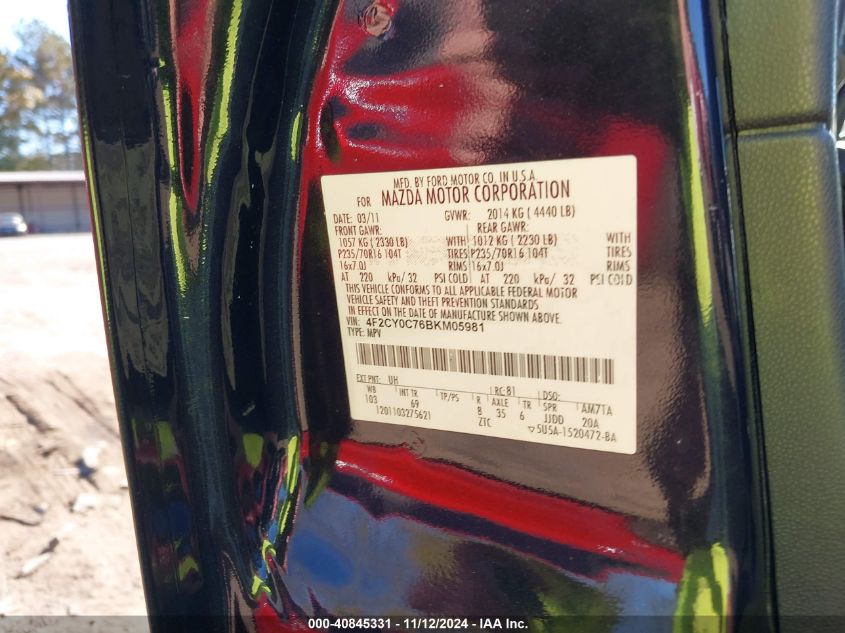 MFG. BY FORD MOTOR CO. IN U.S.A.
FOR MAZDA MOTOR CORPORATION
DATE: 03/11 GVWR: 2014 KG ( 4440 LB)
FRONT GAWR: REAR GAWR:
1057 KG ( 2330 LB) WITH 1012 KG ( 2230 LB) WITH
P235/70R16 104T TIRES P235/70R16 104T TIRES
16x7.0J RIMS 16x7.0J RIMS
AT 220 kPa/ 32 PSI COLD AT 220 kPa/ 32 PSI COLD
THIS VEHICLE CONFORMS TO ALL APPLICABLE FEDERAL MOTOR
VEHICLE SAFETY AND THEFT PREVENTION STANDARDS
IN EFFECT ON THE DATE OF MANUFACTURE SHOWN ABOVE.
VIN: 4F2CY0C76BKM05981
TYPE: MPV
EXT PNT: UH RC: 81 DSO:
WB INT TR TP/PS R AXLE TR SPR AM7TA
103 69 8 35 6 JJDD 20A
1201103275621 ZTC 5U5A-1520472-BA
000-40845331 - 11/12/2024 - IAA Inc.